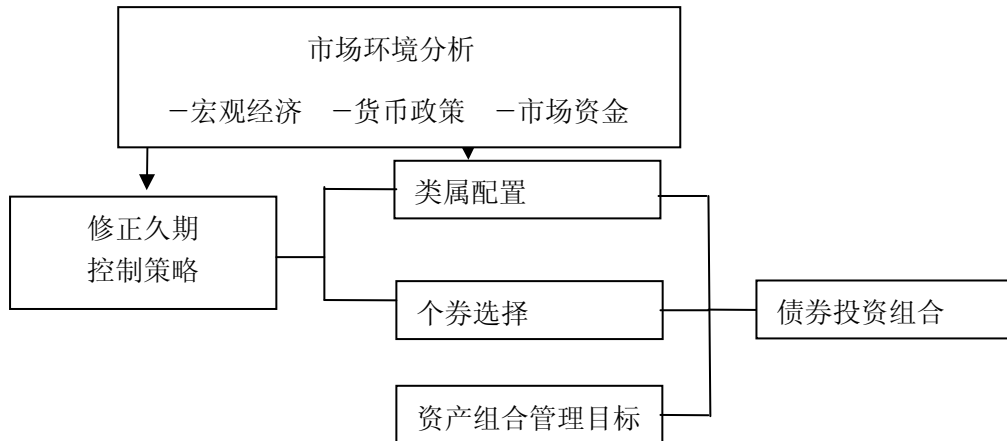 市场环境分析
－宏观经济 －货币政策 －市场资金
类属配置
修正久期
控制策略
个券选择
债券投资组合
资产组合管理目标